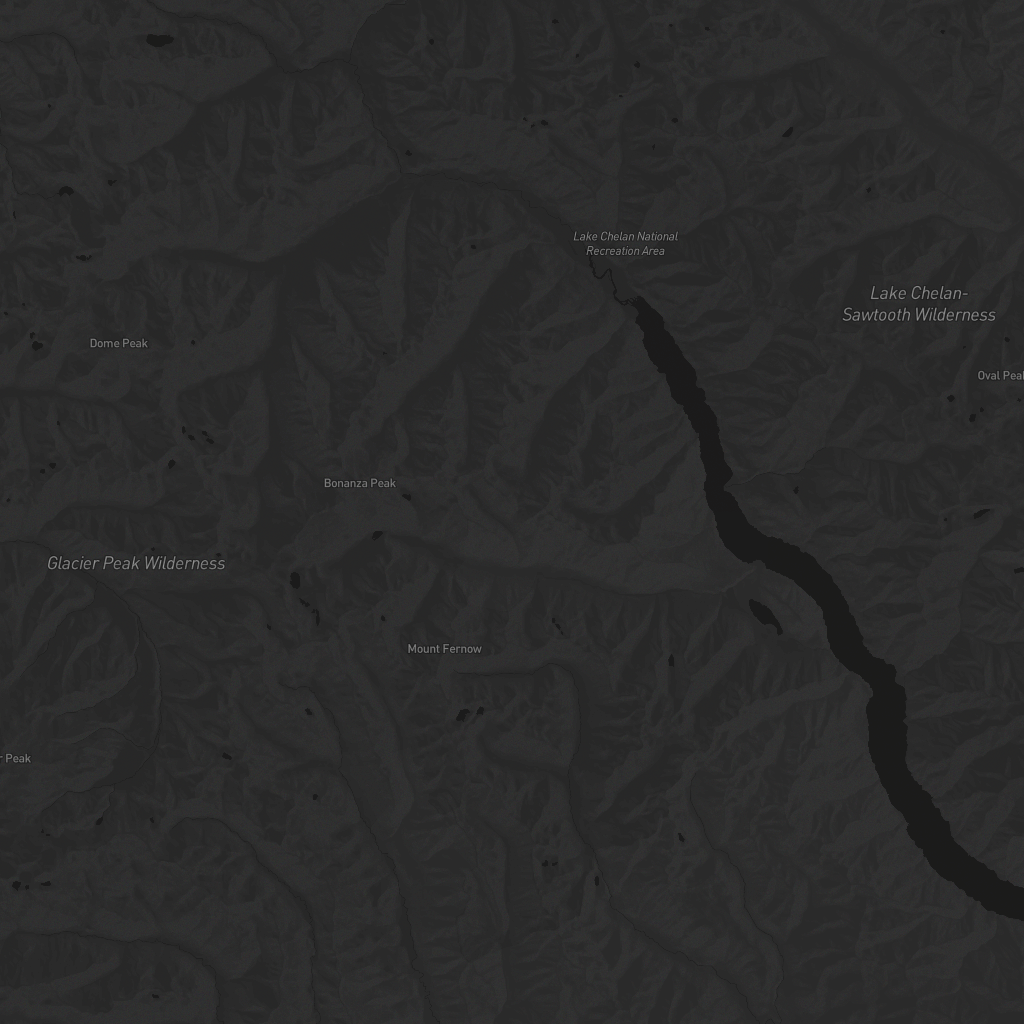 Lake Chelan National
Recreation Area
Lake Chelan-
Sawtooth Wilderness
Dome Peak
Oval Peak
Bonanza Peak
Glacier Peak Wilderness
Mount Fernow
Peak